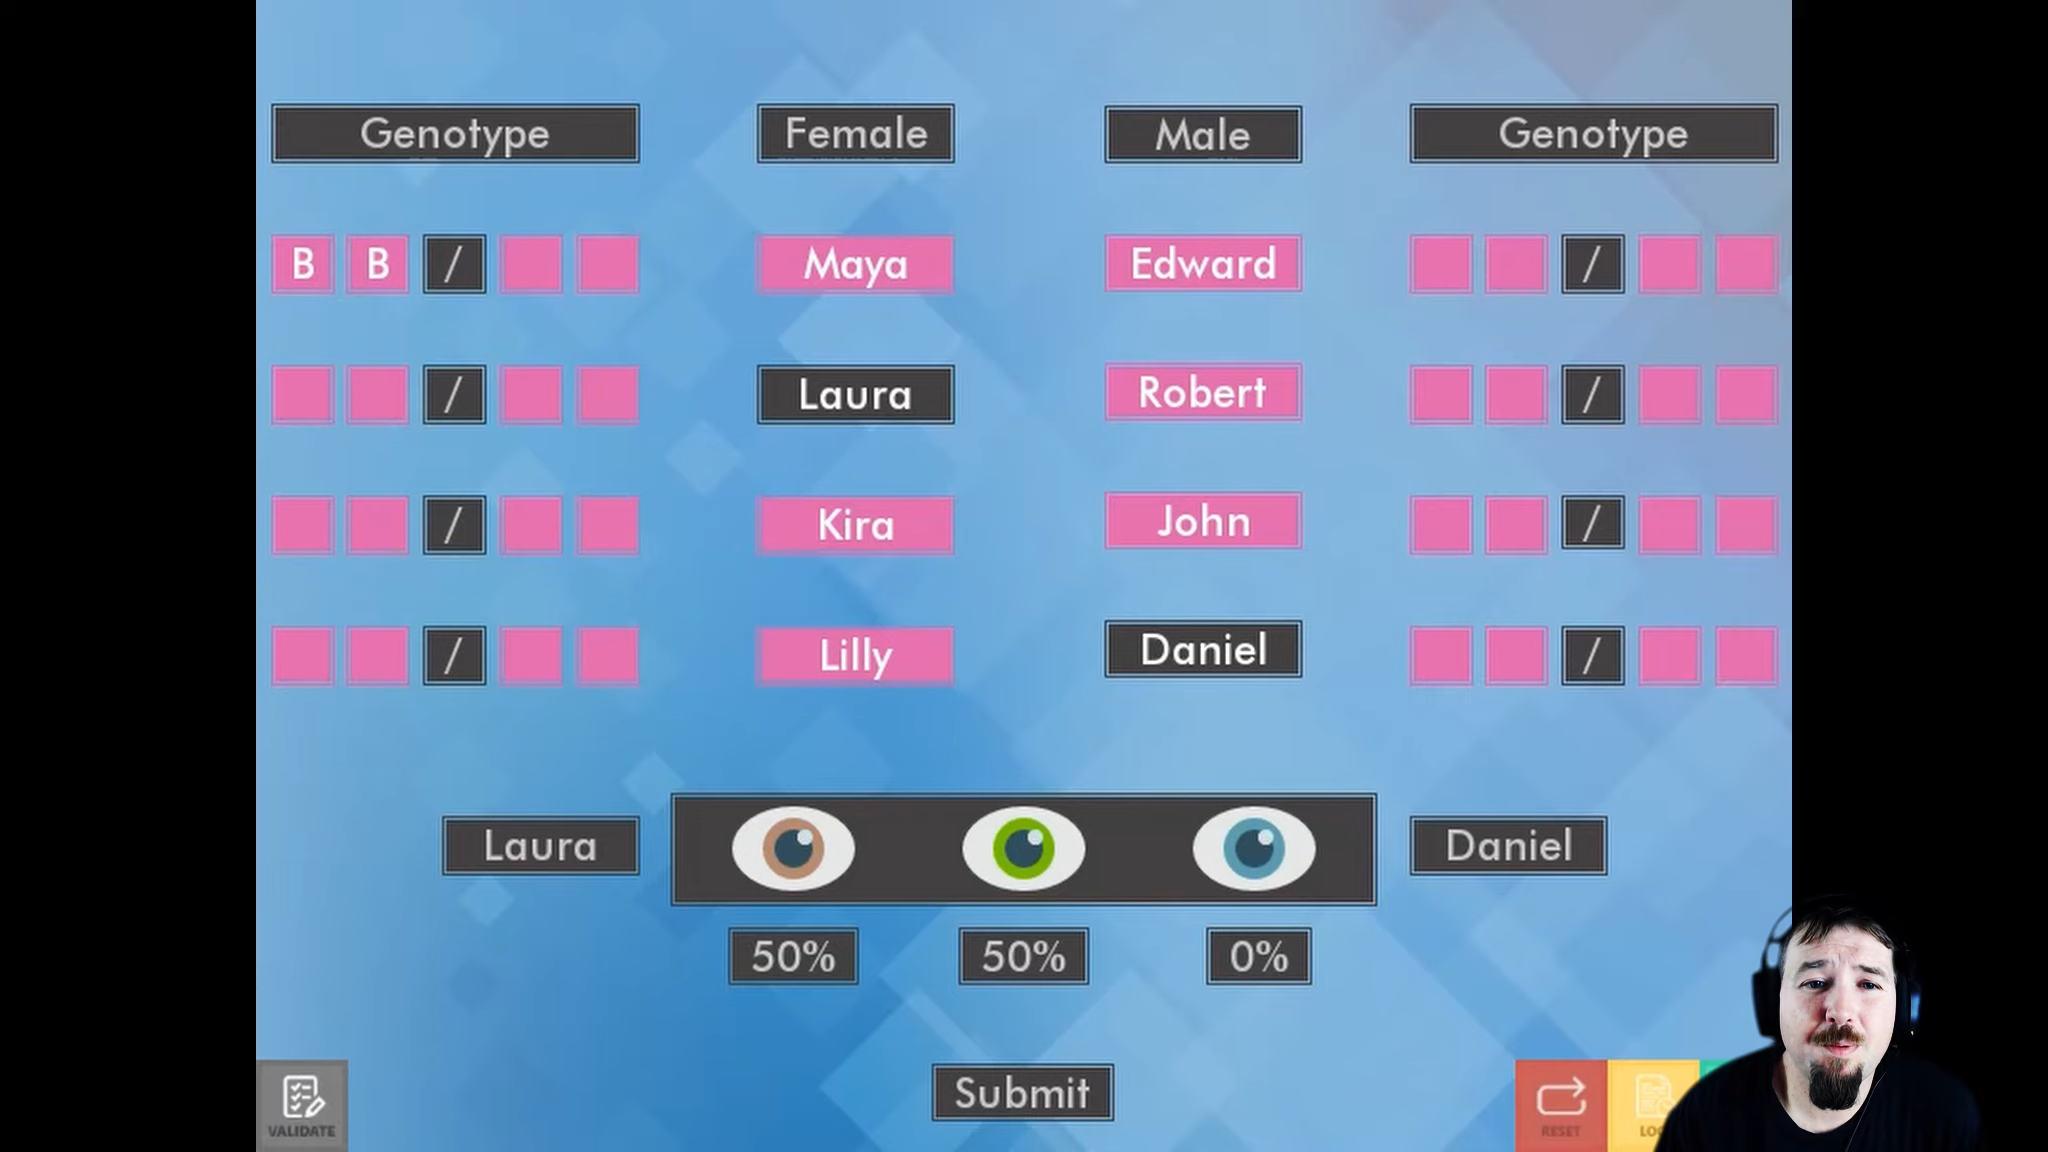 Genotype Female Male Genotype
B B / Maya Edward /
/ Laura Robert /
/ Kira John /
/ Lilly Daniel /
Laura Daniel
50% 50% 0%
Submit
VALIDATE RESET